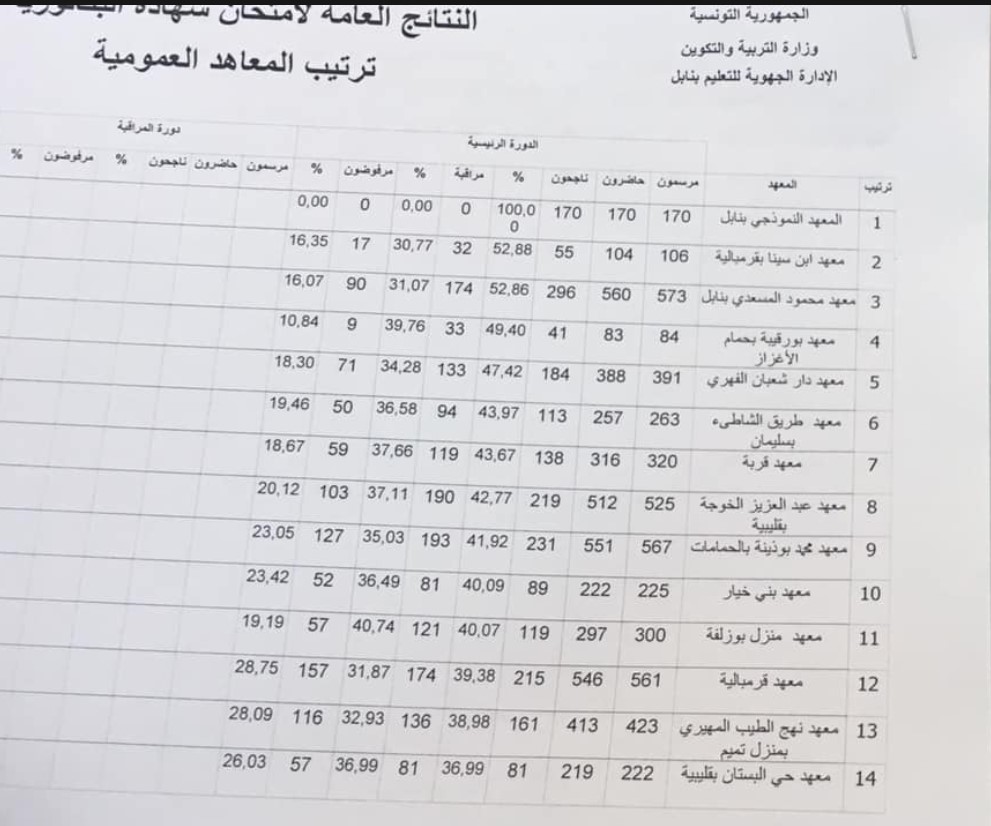 الجمهورية التونسية
وزارة التربية والتكوين
الإدارة الجهوية للتعليم بنابل
النتائج العامة لامتحان شهادة
ترتيب المعاهد العمومية
الدورة الرئيسية دورة المراقبة
ترتيب المعهد مرسمون حاضرون ناجحون % مراقبة % مرفوضون % مرسمون حاضرون ناجحون % مرفوضون %
1 المعهد النموذجي بنابل 170 170 170 100,00 0 0,00 0 0,00
2 معهد ابن سينا بقرمبالية 106 104 55 52,88 32 30,77 17 16,35
3 معهد محمود المسعدي بنابل 573 560 296 52,86 174 31,07 90 16,07
4 معهد بورقيبة بحمام الأغزاز 84 83 41 49,40 33 39,76 9 10,84
5 معهد دار شعبان الفهري 391 388 184 47,42 133 34,28 71 18,30
6 معهد طريق الشاطىء بسليمان 263 257 113 43,97 94 36,58 50 19,46
7 معهد قربة 320 316 138 43,67 119 37,66 59 18,67
8 معهد عبد العزيز الخوجة بقليبية 525 512 219 42,77 190 37,11 103 20,12
9 معهد محمد بوذينة بالحمامات 567 551 231 41,92 193 35,03 127 23,05
10 معهد بني خيار 225 222 89 40,09 81 36,49 52 23,42
11 معهد منزل بوزلفة 300 297 119 40,07 121 40,74 57 19,19
12 معهد قرمبالية 561 546 215 39,38 174 31,87 157 28,75
13 معهد نهج الطيب المهيري بمنزل تميم 423 413 161 38,98 136 32,93 116 28,09
14 معهد حي البستان بقليبية 222 219 81 36,99 81 36,99 57 26,03